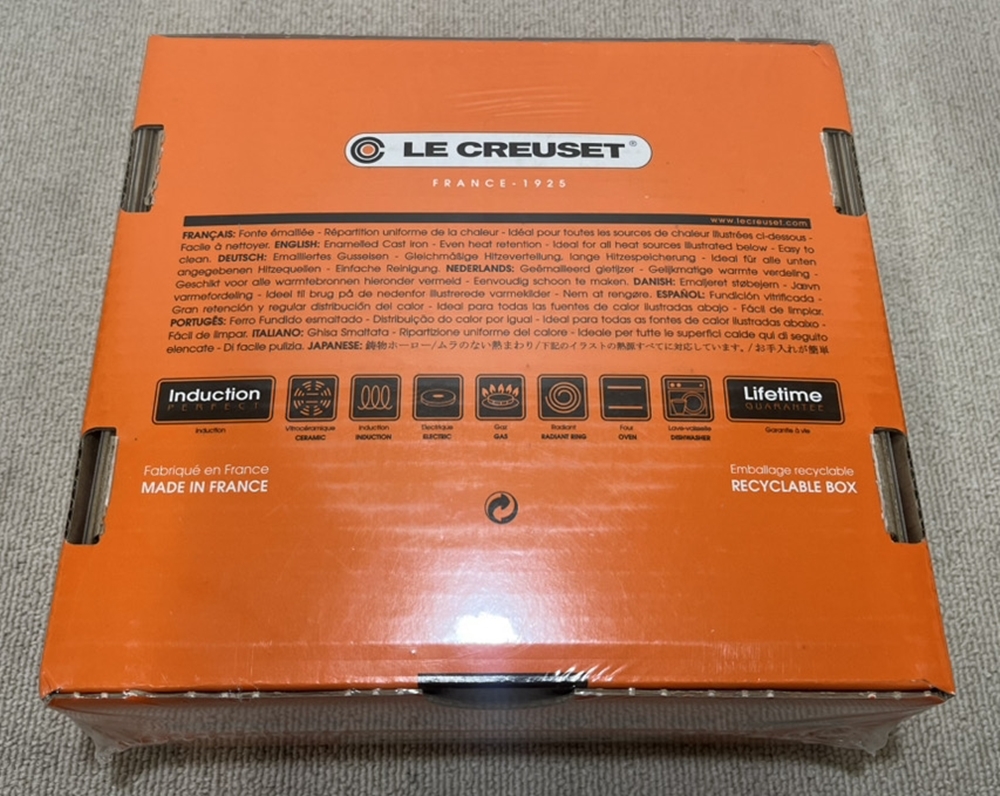 LE CREUSET®
FRANCE - 1925
www.lecreuset.com
FRANÇAIS: Fonte émaillée - Répartition uniforme de la chaleur - Idéal pour toutes les sources de chaleur illustrées ci-dessous -
Facile à nettoyer. ENGLISH: Enamelled Cast Iron - Even heat retention - Ideal for all heat sources illustrated below - Easy to
clean. DEUTSCH: Emailliertes Gusseisen - Gleichmäßige Hitzeverteilung, lange Hitzespeicherung - Ideal für alle unten
angegebenen Hitzequellen - Einfache Reinigung. NEDERLANDS: Geëmailleerd gietijzer - Gelijkmatige warmte verdeling -
Geschikt voor alle warmtebronnen hieronder vermeld - Eenvoudig schoon te maken. DANISH: Emaljeret støbejern - Jævn
varmefordeling - Ideel til brug på de nedenfor illustrerede varmekilder - Nem at rengøre. ESPAÑOL: Fundición vitrificada -
Gran retención y regular distribución del calor - Ideal para todas las fuentes de calor ilustradas abajo - Fácil de limpiar.
PORTUGÊS: Ferro Fundido esmaltado - Distribuição do calor por igual - Ideal para todas as fontes de calor ilustradas abaixo -
Fácil de limpar. ITALIANO: Ghisa Smaltata - Ripartizione uniforme del calore - Ideale per tutte le superfici calde qui di seguito
elencate - Di facile pulizia. JAPANESE: 鋳物ホーロー/ムラのない熱まわり/下記のイラストの熱源すべてに対応しています。/お手入れが簡単
Induction
PERFECT
Lifetime
GUARANTEE
Induction
Vitrocéramique
CERAMIC
Induction
INDUCTION
Électrique
ELECTRIC
Gaz
GAS
Radiant
RADIANT RING
Four
OVEN
Lave-vaisselle
DISHWASHER
Garantie à vie
Fabriqué en France
MADE IN FRANCE
Emballage recyclable
RECYCLABLE BOX